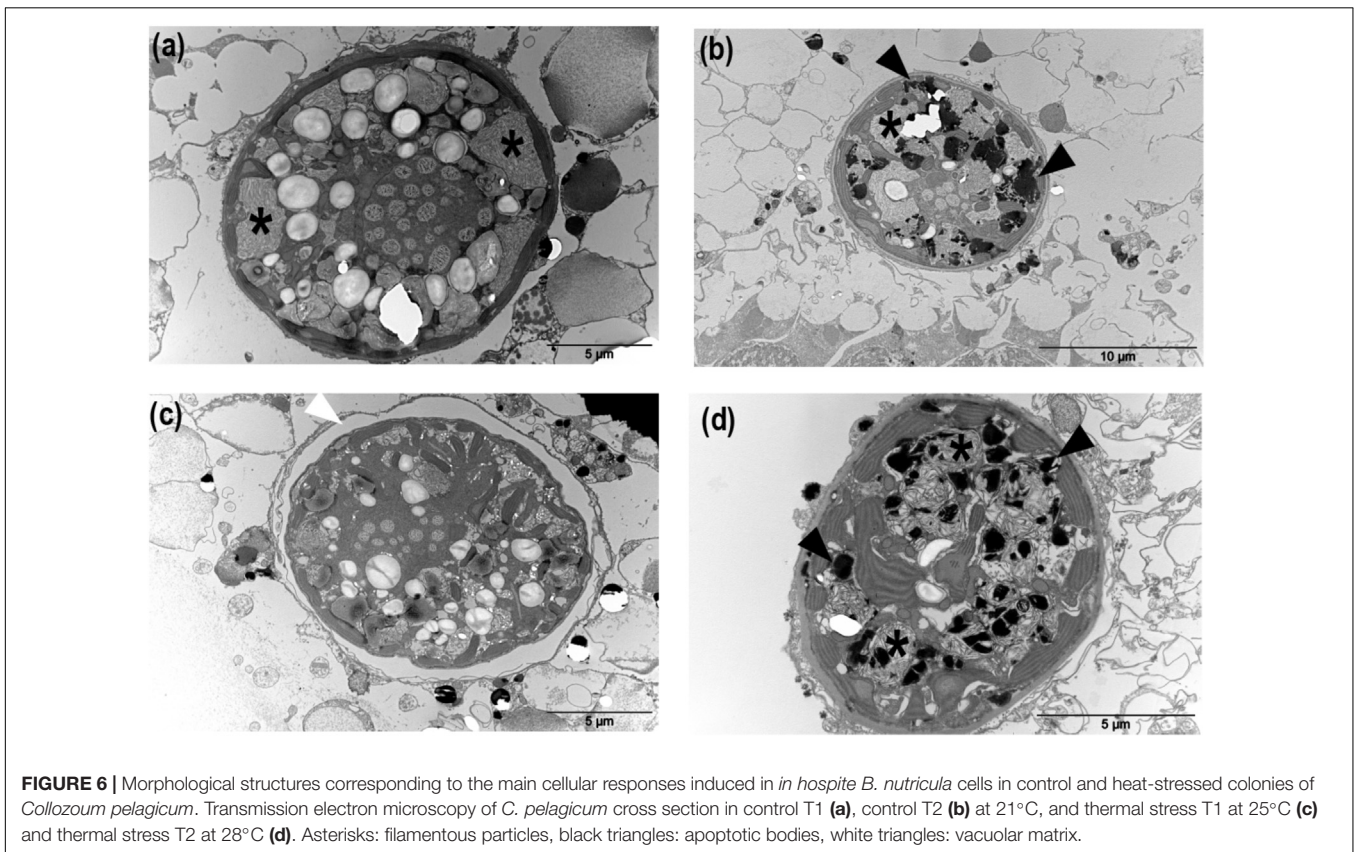 (a)
5 µm
(b)
10 µm
(c)
5 µm
(d)
5 µm
FIGURE 6 | Morphological structures corresponding to the main cellular responses induced in in hospite B. nutricula cells in control and heat-stressed colonies of
Collozoum pelagicum. Transmission electron microscopy of C. pelagicum cross section in control T1 (a), control T2 (b) at 21°C, and thermal stress T1 at 25°C (c)
and thermal stress T2 at 28°C (d). Asterisks: filamentous particles, black triangles: apoptotic bodies, white triangles: vacuolar matrix.